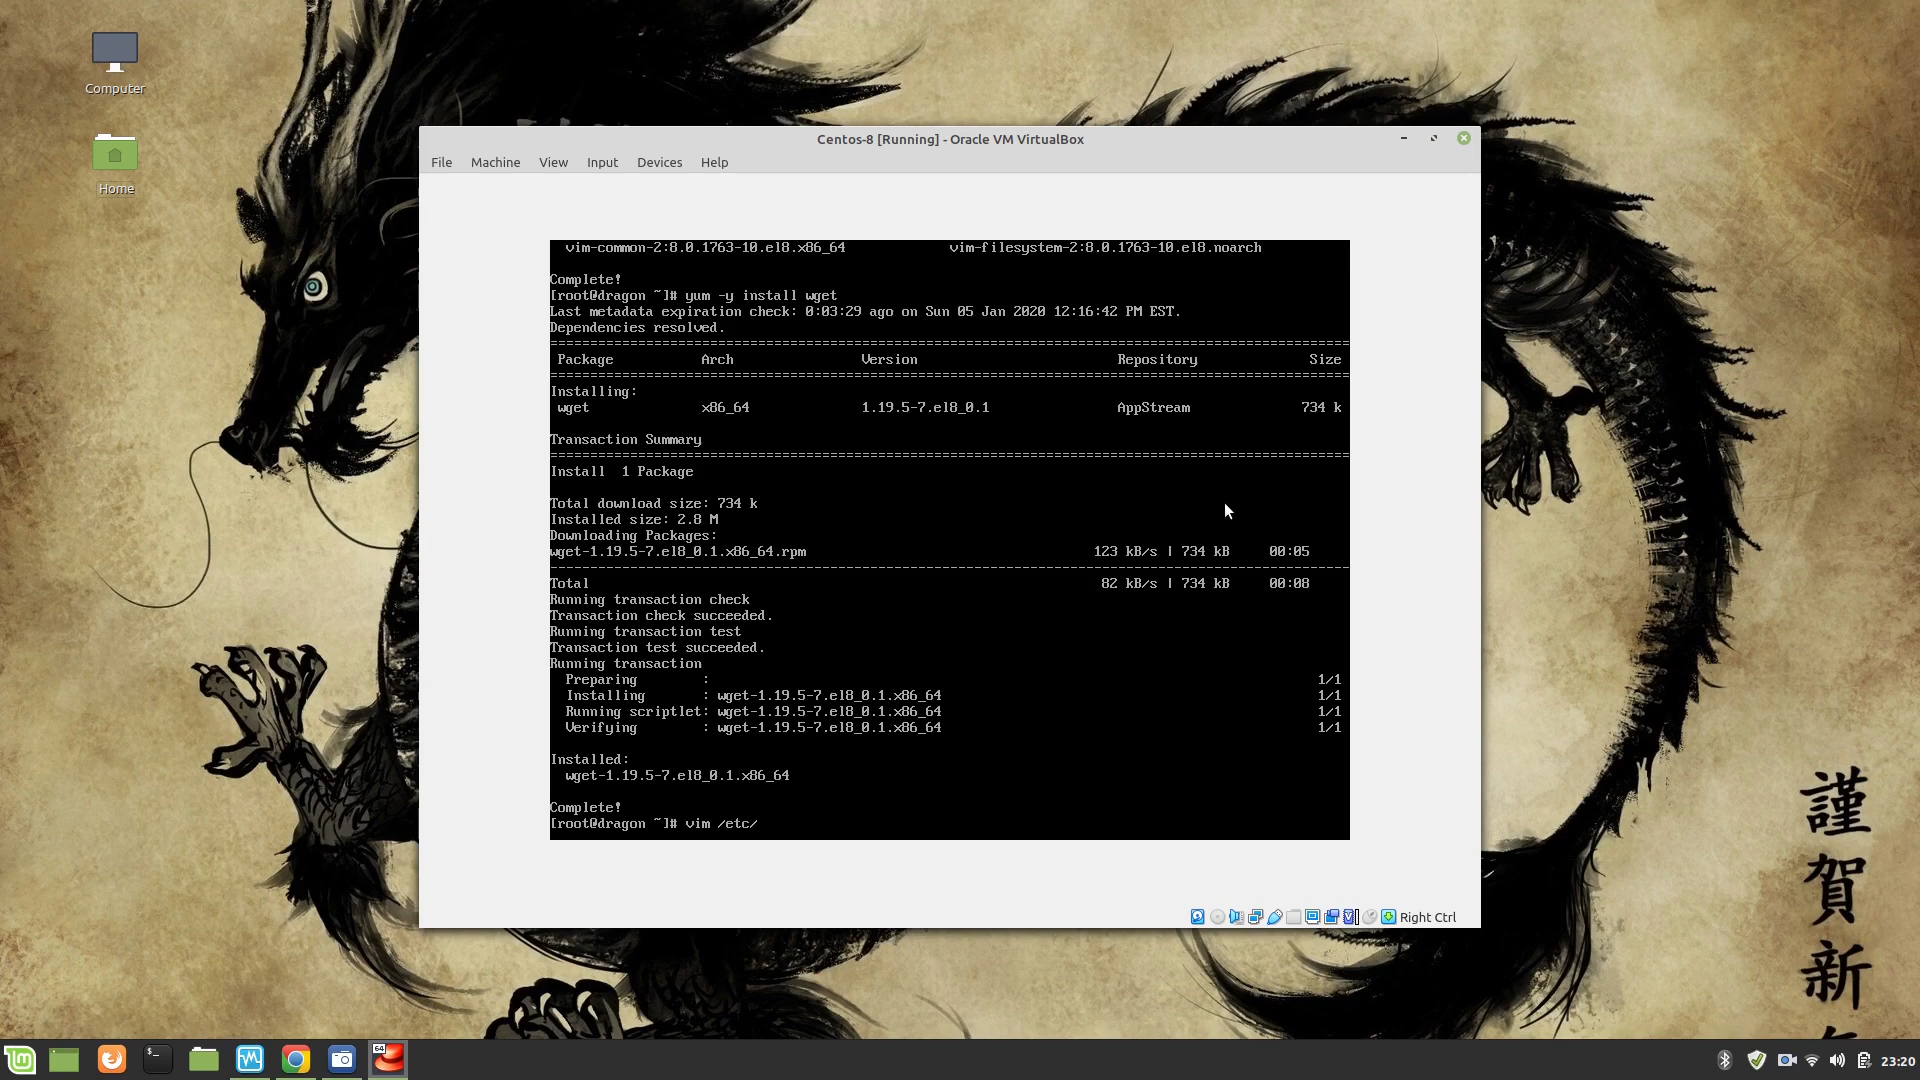 Computer
Home
Centos-8 [Running] - Oracle VM VirtualBox
File Machine View Input Devices Help
vim-common-2:8.0.1763-10.el8.x86_64 vim-filesystem-2:8.0.1763-10.el8.noarch
Complete!
[root@dragon ~]# yum -y install wget
Last metadata expiration check: 0:03:29 ago on Sun 05 Jan 2020 12:16:42 PM EST.
Dependencies resolved.
================================================================================
Package Arch Version Repository Size
================================================================================
Installing:
wget x86_64 1.19.5-7.el8_0.1 AppStream 734 k
Transaction Summary
================================================================================
Install 1 Package
Total download size: 734 k
Installed size: 2.8 M
Downloading Packages:
wget-1.19.5-7.el8_0.1.x86_64.rpm 123 kB/s | 734 kB 00:05
--------------------------------------------------------------------------------
Total 82 kB/s | 734 kB 00:08
Running transaction check
Transaction check succeeded.
Running transaction test
Transaction test succeeded.
Running transaction
Preparing : 1/1
Installing : wget-1.19.5-7.el8_0.1.x86_64 1/1
Running scriptlet: wget-1.19.5-7.el8_0.1.x86_64 1/1
Verifying : wget-1.19.5-7.el8_0.1.x86_64 1/1
Installed:
wget-1.19.5-7.el8_0.1.x86_64
Complete!
[root@dragon ~]# vim /etc/
Right Ctrl
謹賀新
64
23:20